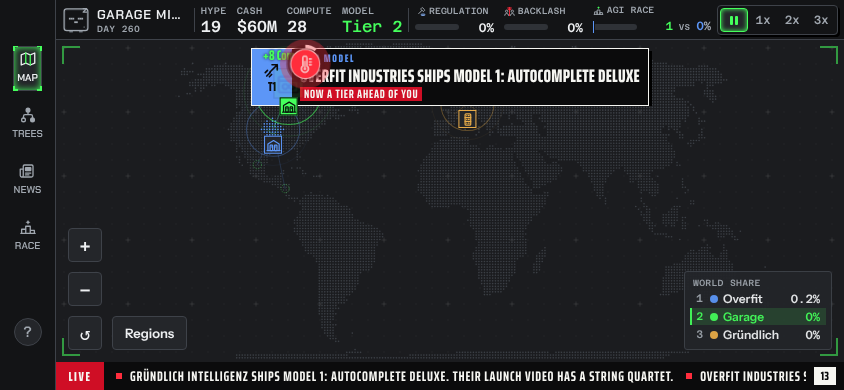 GARAGE MI...
DAY 260
HYPE
19
CASH
$60M
COMPUTE
28
MODEL
Tier 2
REGULATION
0%
BACKLASH
0%
AGI RACE
1 vs 0%
1x
2x
3x
MAP
TREES
NEWS
RACE
?
+8 Co
T1
MODEL
OVERFIT INDUSTRIES SHIPS MODEL 1: AUTOCOMPLETE DELUXE
NOW A TIER AHEAD OF YOU
+
−
↺
Regions
WORLD SHARE
1 Overfit 0.2%
2 Garage 0%
3 Gründlich 0%
LIVE
GRÜNDLICH INTELLIGENZ SHIPS MODEL 1: AUTOCOMPLETE DELUXE. THEIR LAUNCH VIDEO HAS A STRING QUARTET.
OVERFIT INDUSTRIES
13